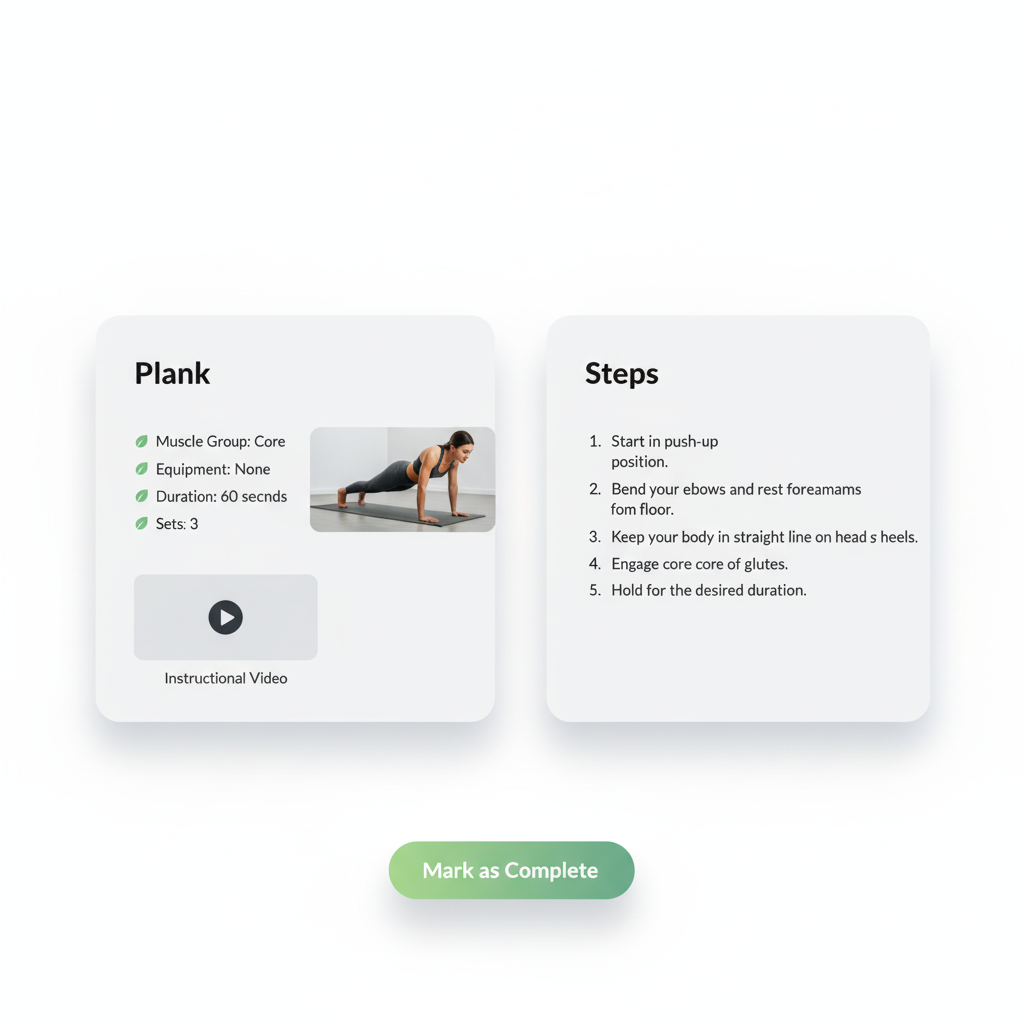 Plank
Muscle Group: Core
Equipment: None
Duration: 60 secnds
Sets: 3
Instructional Video
Steps
1. Start in push-up
position.
2. Bend your ebows and rest foreamams
fom floor.
3. Keep your body in straight line on head s heels.
4. Engage core core of glutes.
5. Hold for the desired duration.
Mark as Complete